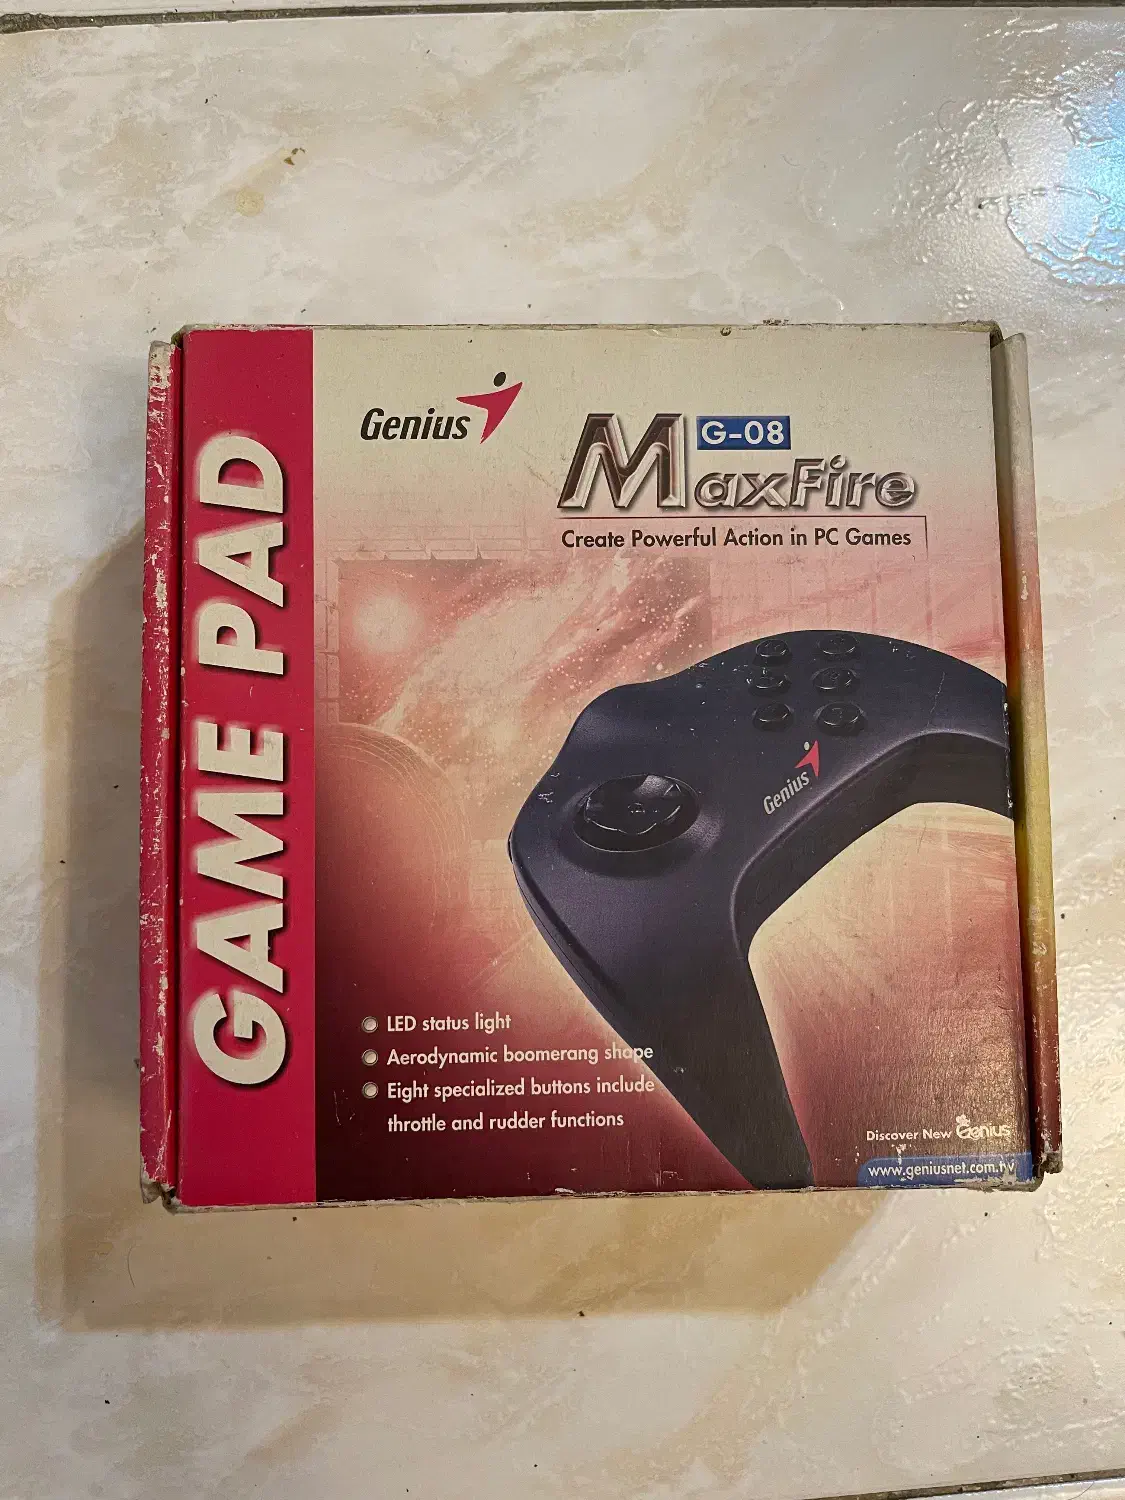 GAME PAD
Genius
G-08
MaxFire
Create Powerful Action in PC Games
Genius
LED status light
Aerodynamic boomerang shape
Eight specialized buttons include
throttle and rudder functions
Discover New Genius
www.geniusnet.com.tw